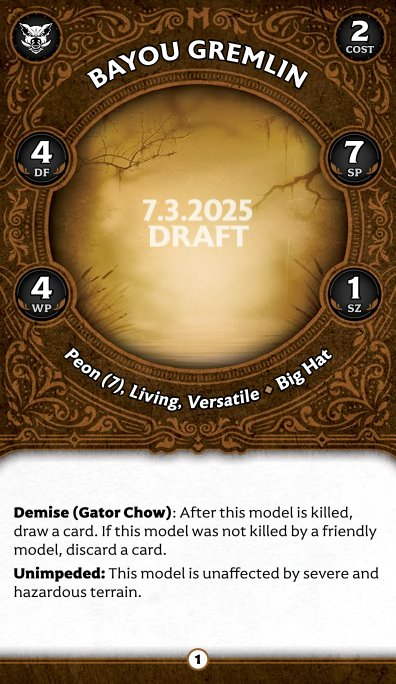 2
COST
BAYOU GREMLIN
4
DF
7
SP
7.3.2025
DRAFT
4
WP
1
SZ
Peon (7), Living, Versatile ◆ Big Hat
Demise (Gator Chow): After this model is killed,
draw a card. If this model was not killed by a friendly
model, discard a card.
Unimpeded: This model is unaffected by severe and
hazardous terrain.
1